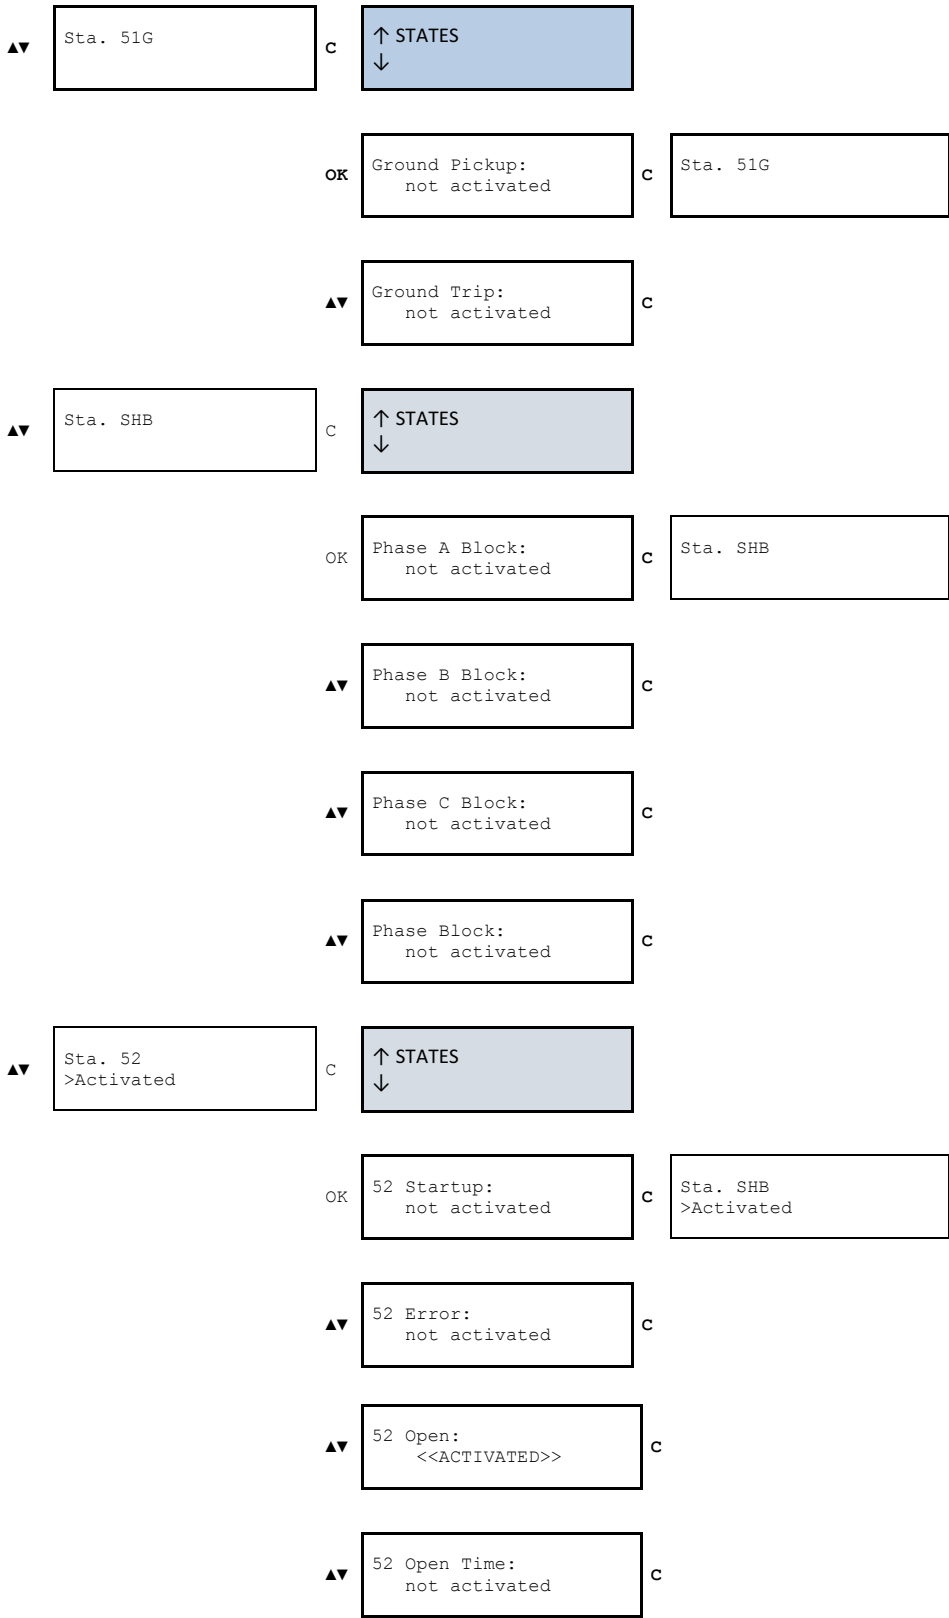 ▲▼ Sta. 51G C ↑ STATES
↓
OK Ground Pickup: C Sta. 51G
not activated
▲▼ Ground Trip: C
not activated
▲▼ Sta. SHB C ↑ STATES
↓
OK Phase A Block: C Sta. SHB
not activated
▲▼ Phase B Block: C
not activated
▲▼ Phase C Block: C
not activated
▲▼ Phase Block: C
not activated
▲▼ Sta. 52 C ↑ STATES
>Activated ↓
OK 52 Startup: C Sta. SHB
not activated >Activated
▲▼ 52 Error: C
not activated
▲▼ 52 Open: C
<<ACTIVATED>>
▲▼ 52 Open Time: C
not activated